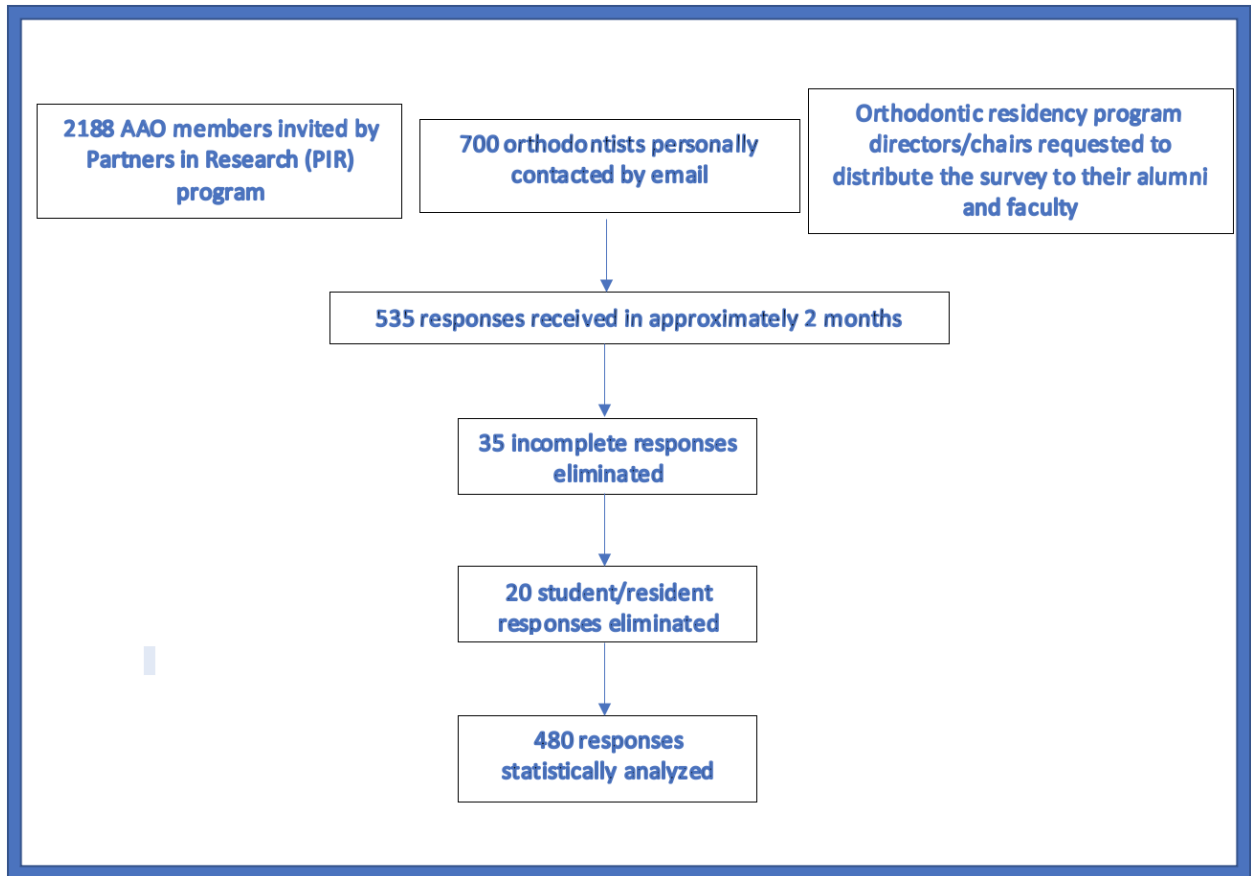 2188 AAO members invited by
Partners in Research (PIR)
program
700 orthodontists personally
contacted by email
Orthodontic residency program
directors/chairs requested to
distribute the survey to their alumni
and faculty
535 responses received in approximately 2 months
35 incomplete responses
eliminated
20 student/resident
responses eliminated
480 responses
statistically analyzed